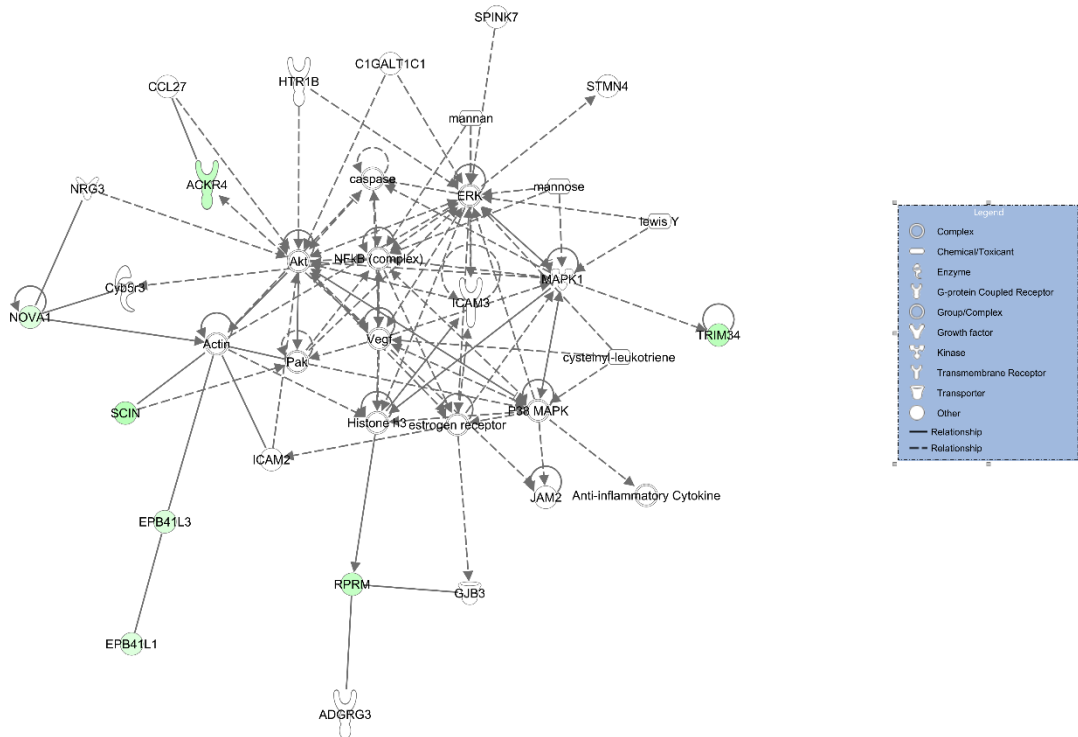 SPINK7
C1GALT1C1
HTR1B
CCL27
STMN4
mannan
caspase
NRG3
ACKR4
ERK
mannose
lewis Y
Akt
NFkB (complex)
MAPK1
Cyb5r3
ICAM3
NOVA1
TRIM34
Actin
Vegf
Pak
cysteinyl-leukotriene
SCIN
P38 MAPK
Histone h3
estrogen receptor
ICAM2
JAM2
Anti-inflammatory Cytokine
EPB41L3
RPRM
GJB3
EPB41L1
ADGRG3
Legend
Complex
Chemical/Toxicant
Enzyme
G-protein Coupled Receptor
Group/Complex
Growth factor
Kinase
Transmembrane Receptor
Transporter
Other
Relationship
Relationship